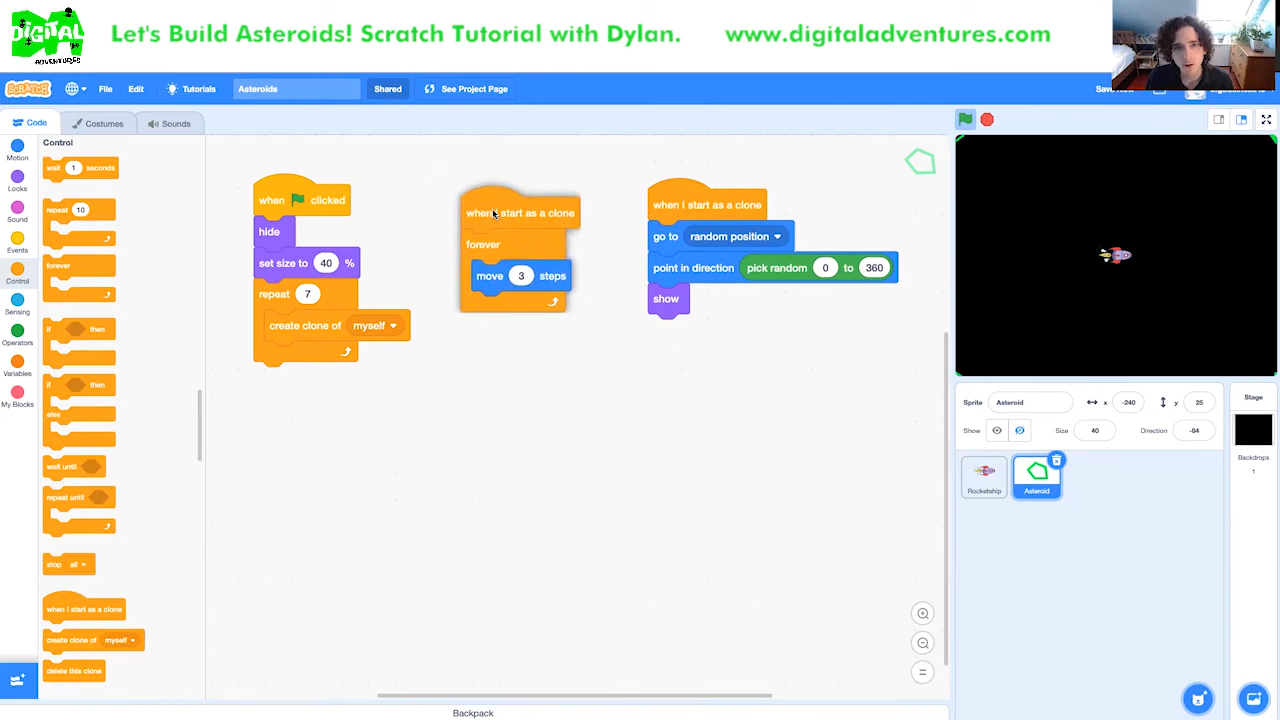 DIGITAL
ADVENTURES
Let's Build Asteroids! Scratch Tutorial with Dylan. www.digitaladventures.com
SCRATCH
File
Edit
Tutorials
Asteroids
Shared
See Project Page
Code
Costumes
Sounds
Motion
Looks
Sound
Events
Control
Sensing
Operators
Variables
My Blocks
Control
wait 1 seconds
repeat 10
forever
if then
if then
else
wait until
repeat until
stop all
when I start as a clone
create clone of myself
delete this clone
when clicked
hide
set size to 40 %
repeat 7
create clone of myself
when I start as a clone
forever
move 3 steps
when I start as a clone
go to random position
point in direction pick random 0 to 360
show
Sprite Asteroid x -240 y 25
Show Size 40 Direction -84
Rocketship
Asteroid
Stage
Backdrops
1
Backpack